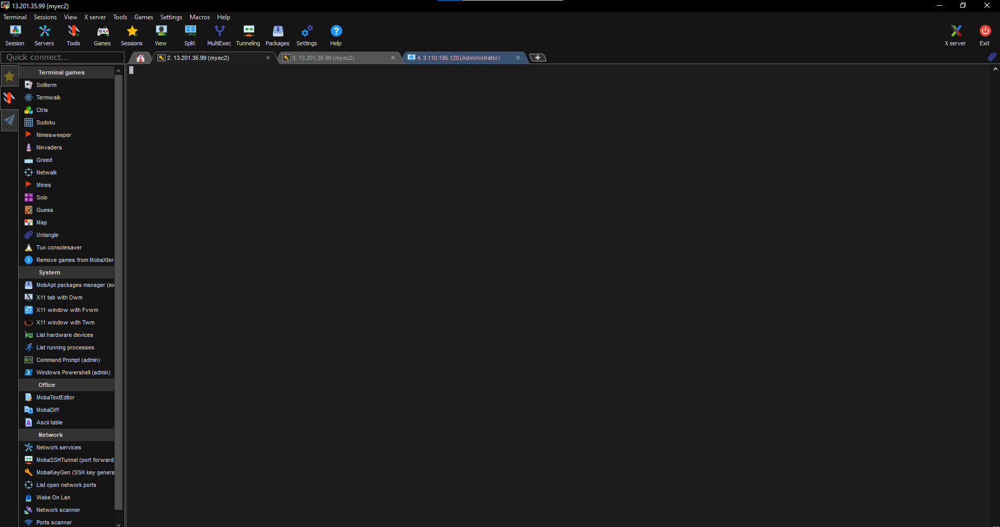 13.201.35.99 (myec2)
Terminal Sessions View X server Tools Games Settings Macros Help
Session Servers Tools Games Sessions View Split MultiExec Tunneling Packages Settings Help X server Exit
Quick connect... 2. 13.201.35.99 (myec2) 3. 13.201.35.99 (myec2) 4. 3.110.195.120 (Administrator)
Terminal games
Soliterm
Termwalk
Ctris
Sudoku
Nimesweeper
Ninvaders
Greed
Netwalk
Mines
Solo
Guess
Map
Untangle
Tux consolesaver
Remove games from MobaXter
System
MobApt packages manager (ex
X11 tab with Dwm
X11 window with Fvwm
X11 window with Twm
List hardware devices
List running processes
Command Prompt (admin)
Windows Powershell (admin)
Office
MobaTextEditor
MobaDiff
Ascii table
Network
Network services
MobaSSHTunnel (port forward
MobaKeyGen (SSH key genera
List open network ports
Wake On Lan
Network scanner
Ports scanner